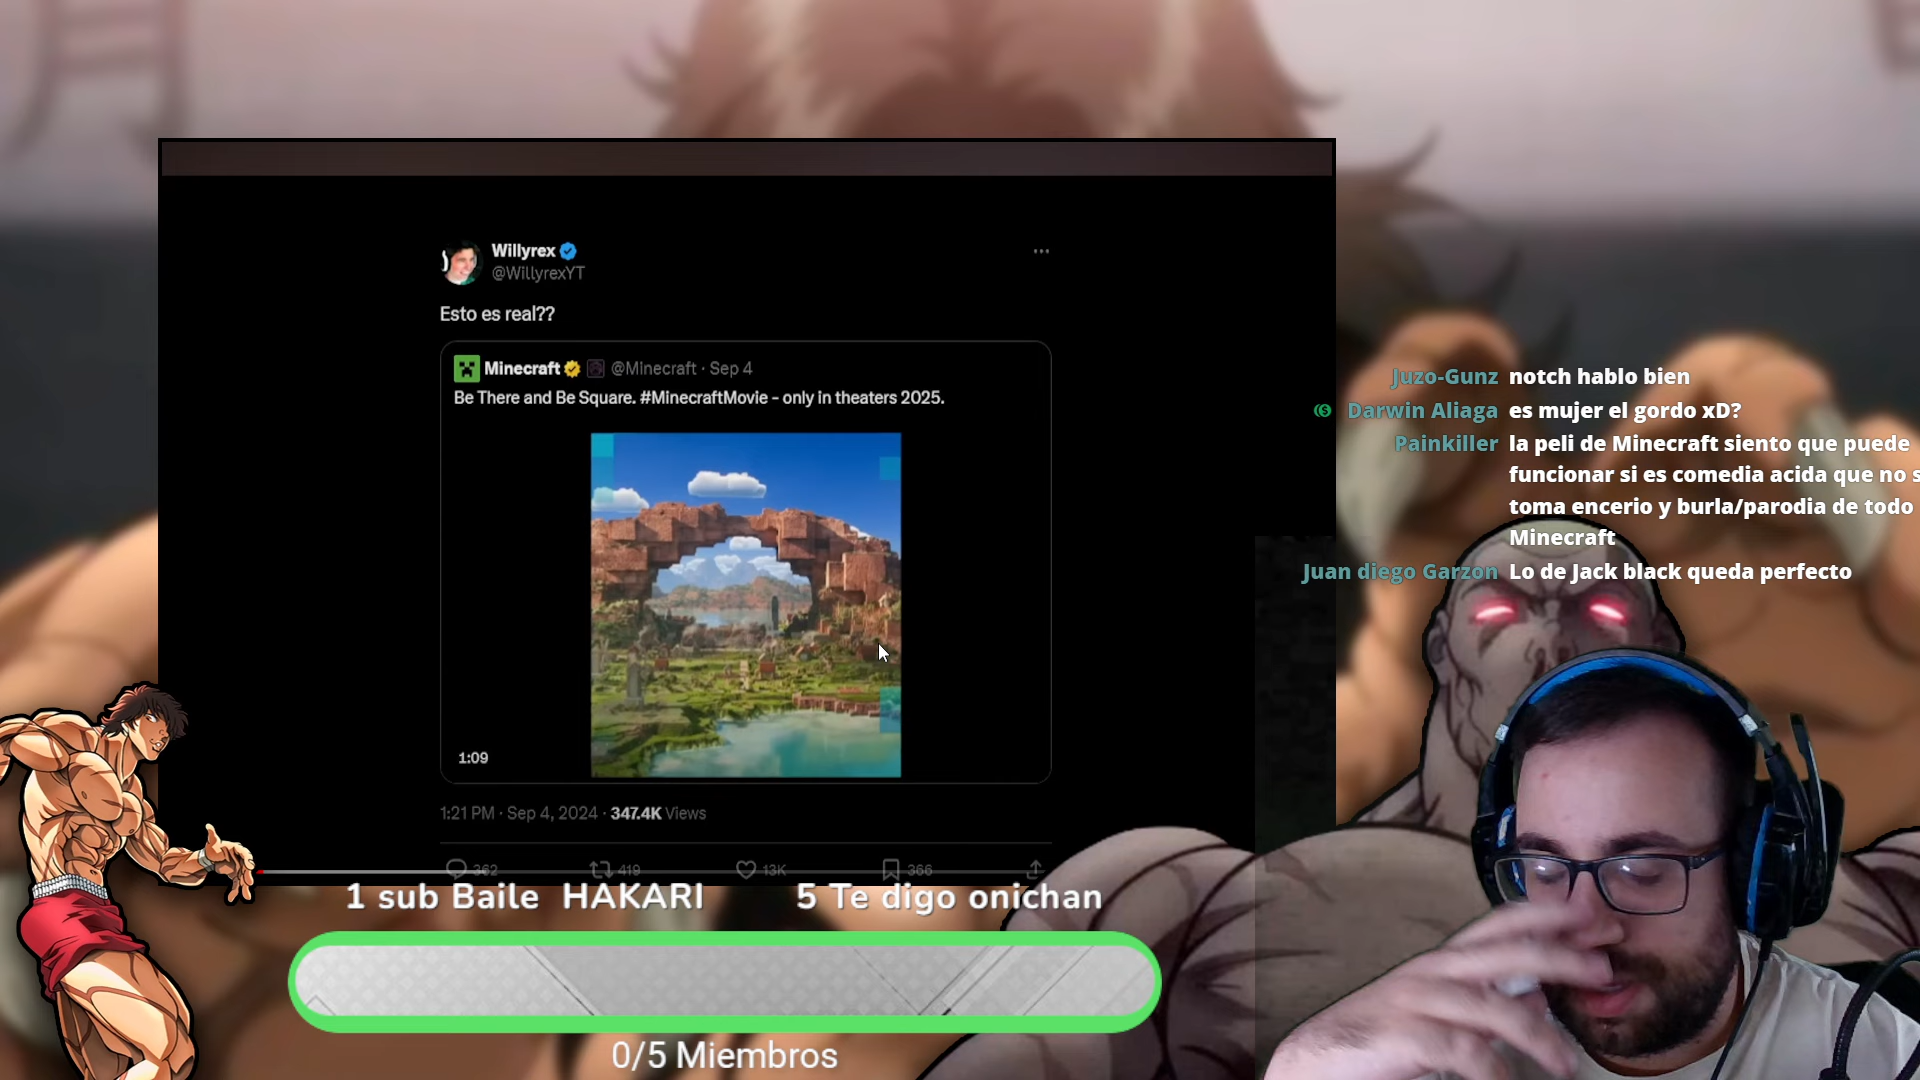 Willyrex
@WillyrexYT
Esto es real??
Minecraft @Minecraft · Sep 4
Be There and Be Square. #MinecraftMovie - only in theaters 2025.
1:09
1:21 PM · Sep 4, 2024 · 347.4K Views
362 419 13K 366
Juzo-Gunz notch hablo bien
Darwin Aliaga es mujer el gordo xD?
Painkiller la peli de Minecraft siento que puede
funcionar si es comedia acida que no s
toma encerio y burla/parodia de todo
Minecraft
Juan diego Garzon Lo de Jack black queda perfecto
1 sub Baile HAKARI 5 Te digo onichan
0/5 Miembros